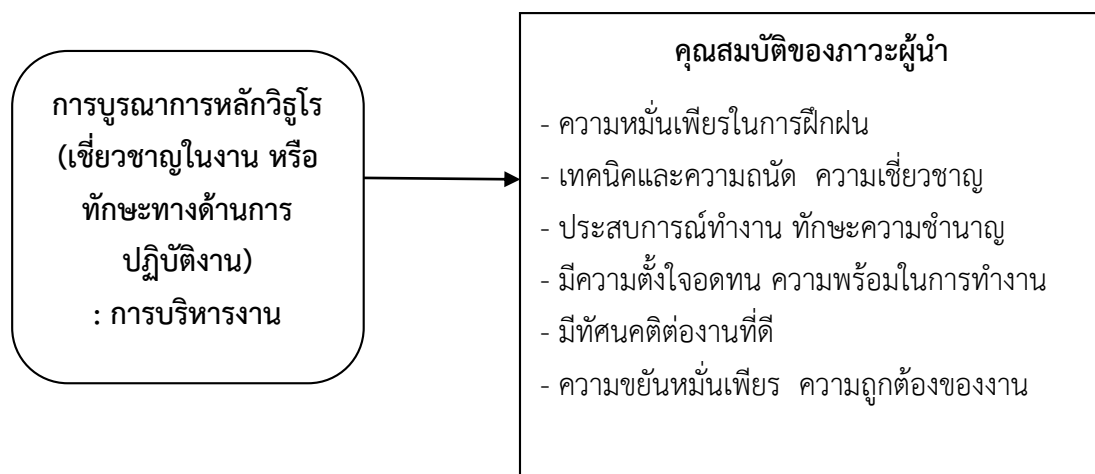 การบูรณาการหลักวิธูโร
(เชี่ยวชาญในงาน หรือ
ทักษะทางด้านการ
ปฏิบัติงาน)
: การบริหารงาน
คุณสมบัติของภาวะผู้นำ
- ความหมั่นเพียรในการฝึกฝน
- เทคนิคและความถนัด ความเชี่ยวชาญ
- ประสบการณ์ทำงาน ทักษะความชำนาญ
- มีความตั้งใจอดทน ความพร้อมในการทำงาน
- มีทัศนคติต่องานที่ดี
- ความขยันหมั่นเพียร ความถูกต้องของงาน